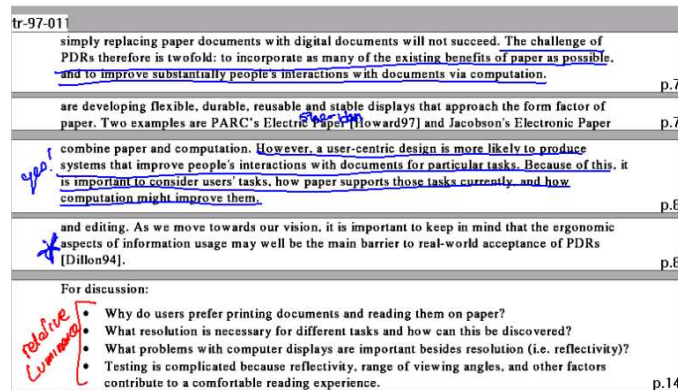 tr-97-011
simply replacing paper documents with digital documents will not succeed. The challenge of
PDRs therefore is twofold: to incorporate as many of the existing benefits of paper as possible,
and to improve substantially people's interactions with documents via computation.
p.7
are developing flexible, durable, reusable and stable displays that approach the form factor of
Sheridon
paper. Two examples are PARC's Electric Paper [Howard97] and Jacobson's Electronic Paper
p.7
combine paper and computation. However, a user-centric design is more likely to produce
yes! systems that improve people's interactions with documents for particular tasks. Because of this, it
is important to consider users' tasks, how paper supports those tasks currently, and how
computation might improve them.
p.8
and editing. As we move towards our vision, it is important to keep in mind that the ergonomic
aspects of information usage may well be the main barrier to real-world acceptance of PDRs
[Dillon94].
p.8
For discussion:
relative
Luminance
• Why do users prefer printing documents and reading them on paper?
• What resolution is necessary for different tasks and how can this be discovered?
• What problems with computer displays are important besides resolution (i.e. reflectivity)?
• Testing is complicated because reflectivity, range of viewing angles, and other factors
contribute to a comfortable reading experience.
p.14